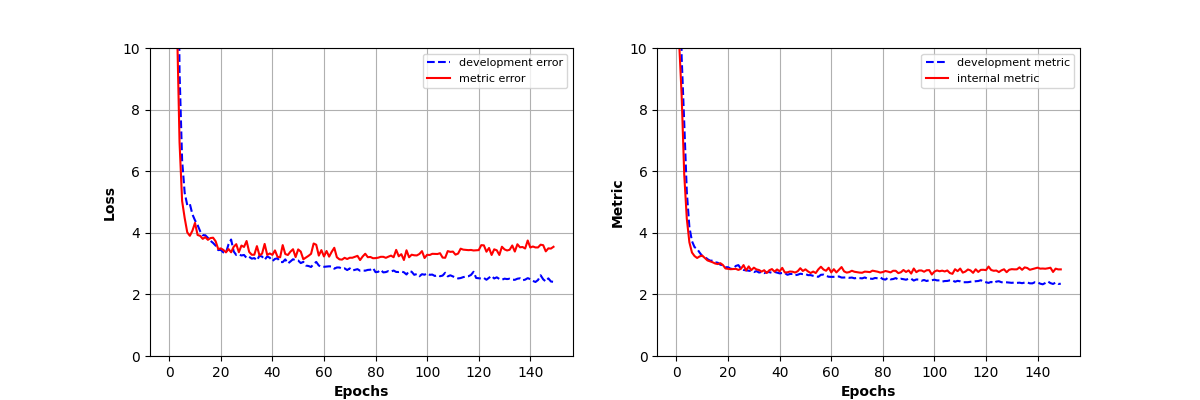 10
8
6
4
2
0
Loss
0 20 40 60 80 100 120 140
Epochs
development error
metric error
10
8
6
4
2
0
Metric
0 20 40 60 80 100 120 140
Epochs
development metric
internal metric